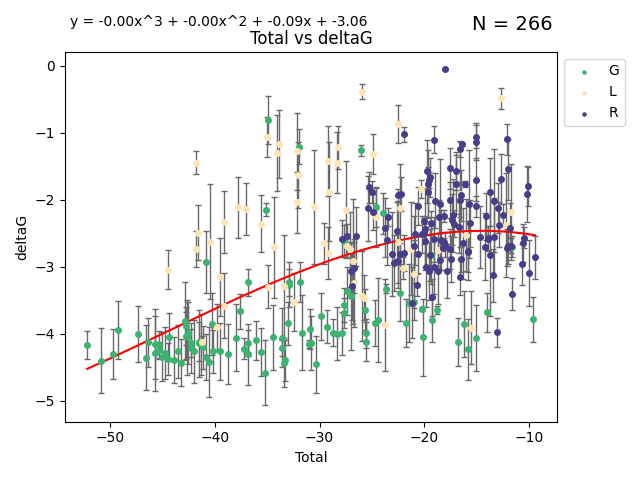 y = -0.00x^3 + -0.00x^2 + -0.09x + -3.06
N = 266
Total vs deltaG
G
L
R
deltaG
0
−1
−2
−3
−4
−5
−50
−40
−30
−20
−10
Total